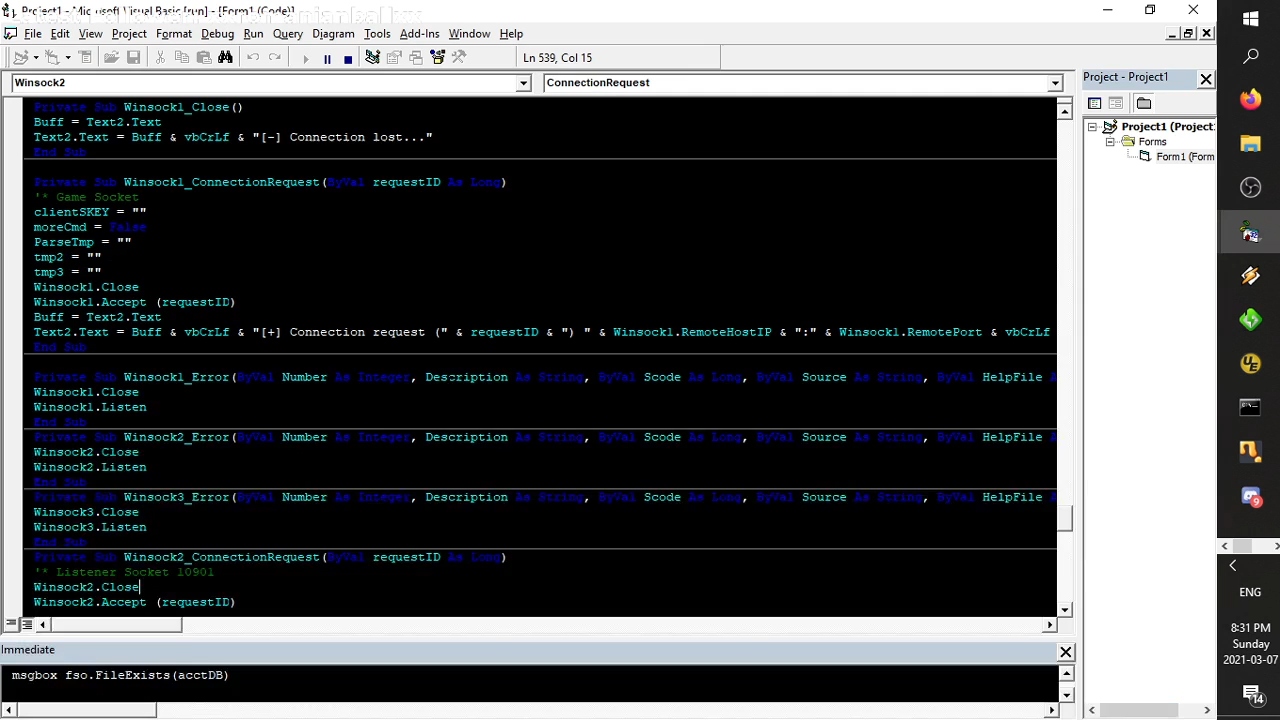 Project1 - Microsoft Visual Basic [run] - [Form1 (Code)]
File Edit View Project Format Debug Run Query Diagram Tools Add-Ins Window Help
Ln 539, Col 15
Winsock2 ConnectionRequest
Private Sub Winsock1_Close()
Buff = Text2.Text
Text2.Text = Buff & vbCrLf & "[-] Connection lost..."
End Sub
Private Sub Winsock1_ConnectionRequest(ByVal requestID As Long)
'* Game Socket
clientSKEY = ""
moreCmd = False
ParseTmp = ""
tmp2 = ""
tmp3 = ""
Winsock1.Close
Winsock1.Accept (requestID)
Buff = Text2.Text
Text2.Text = Buff & vbCrLf & "[+] Connection request (" & requestID & ") " & Winsock1.RemoteHostIP & ":" & Winsock1.RemotePort & vbCrLf
End Sub
Private Sub Winsock1_Error(ByVal Number As Integer, Description As String, ByVal Scode As Long, ByVal Source As String, ByVal HelpFile A
Winsock1.Close
Winsock1.Listen
End Sub
Private Sub Winsock2_Error(ByVal Number As Integer, Description As String, ByVal Scode As Long, ByVal Source As String, ByVal HelpFile A
Winsock2.Close
Winsock2.Listen
End Sub
Private Sub Winsock3_Error(ByVal Number As Integer, Description As String, ByVal Scode As Long, ByVal Source As String, ByVal HelpFile A
Winsock3.Close
Winsock3.Listen
End Sub
Private Sub Winsock2_ConnectionRequest(ByVal requestID As Long)
'* Listener Socket 10901
Winsock2.Close
Winsock2.Accept (requestID)
Immediate
msgbox fso.FileExists(acctDB)
Project - Project1
Project1 (Project1
Forms
Form1 (Form
9
ENG
8:31 PM
Sunday
2021-03-07
14